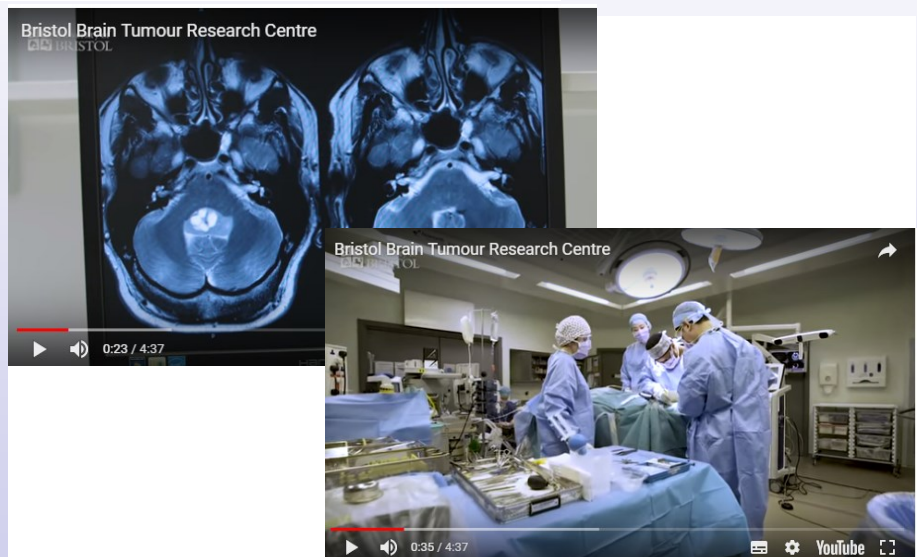 Bristol Brain Tumour Research Centre
BRISTOL
0:23 / 4:37
Bristol Brain Tumour Research Centre
BRISTOL
0:35 / 4:37
YouTube